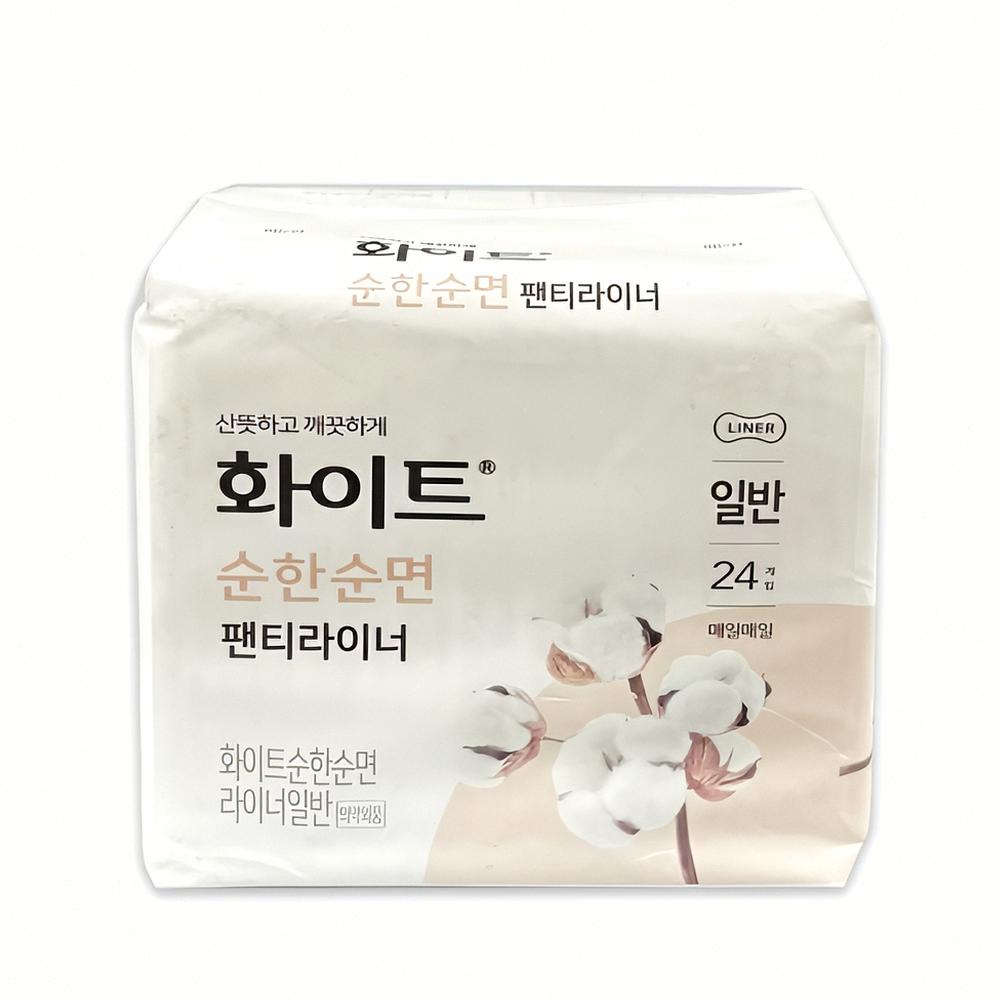 화이트
순한순면 팬티라이너
산뜻하고 깨끗하게
화이트®
순한순면
팬티라이너
LINER
일반
24개입
매일매일
화이트순한순면
라이너일반 의약외품